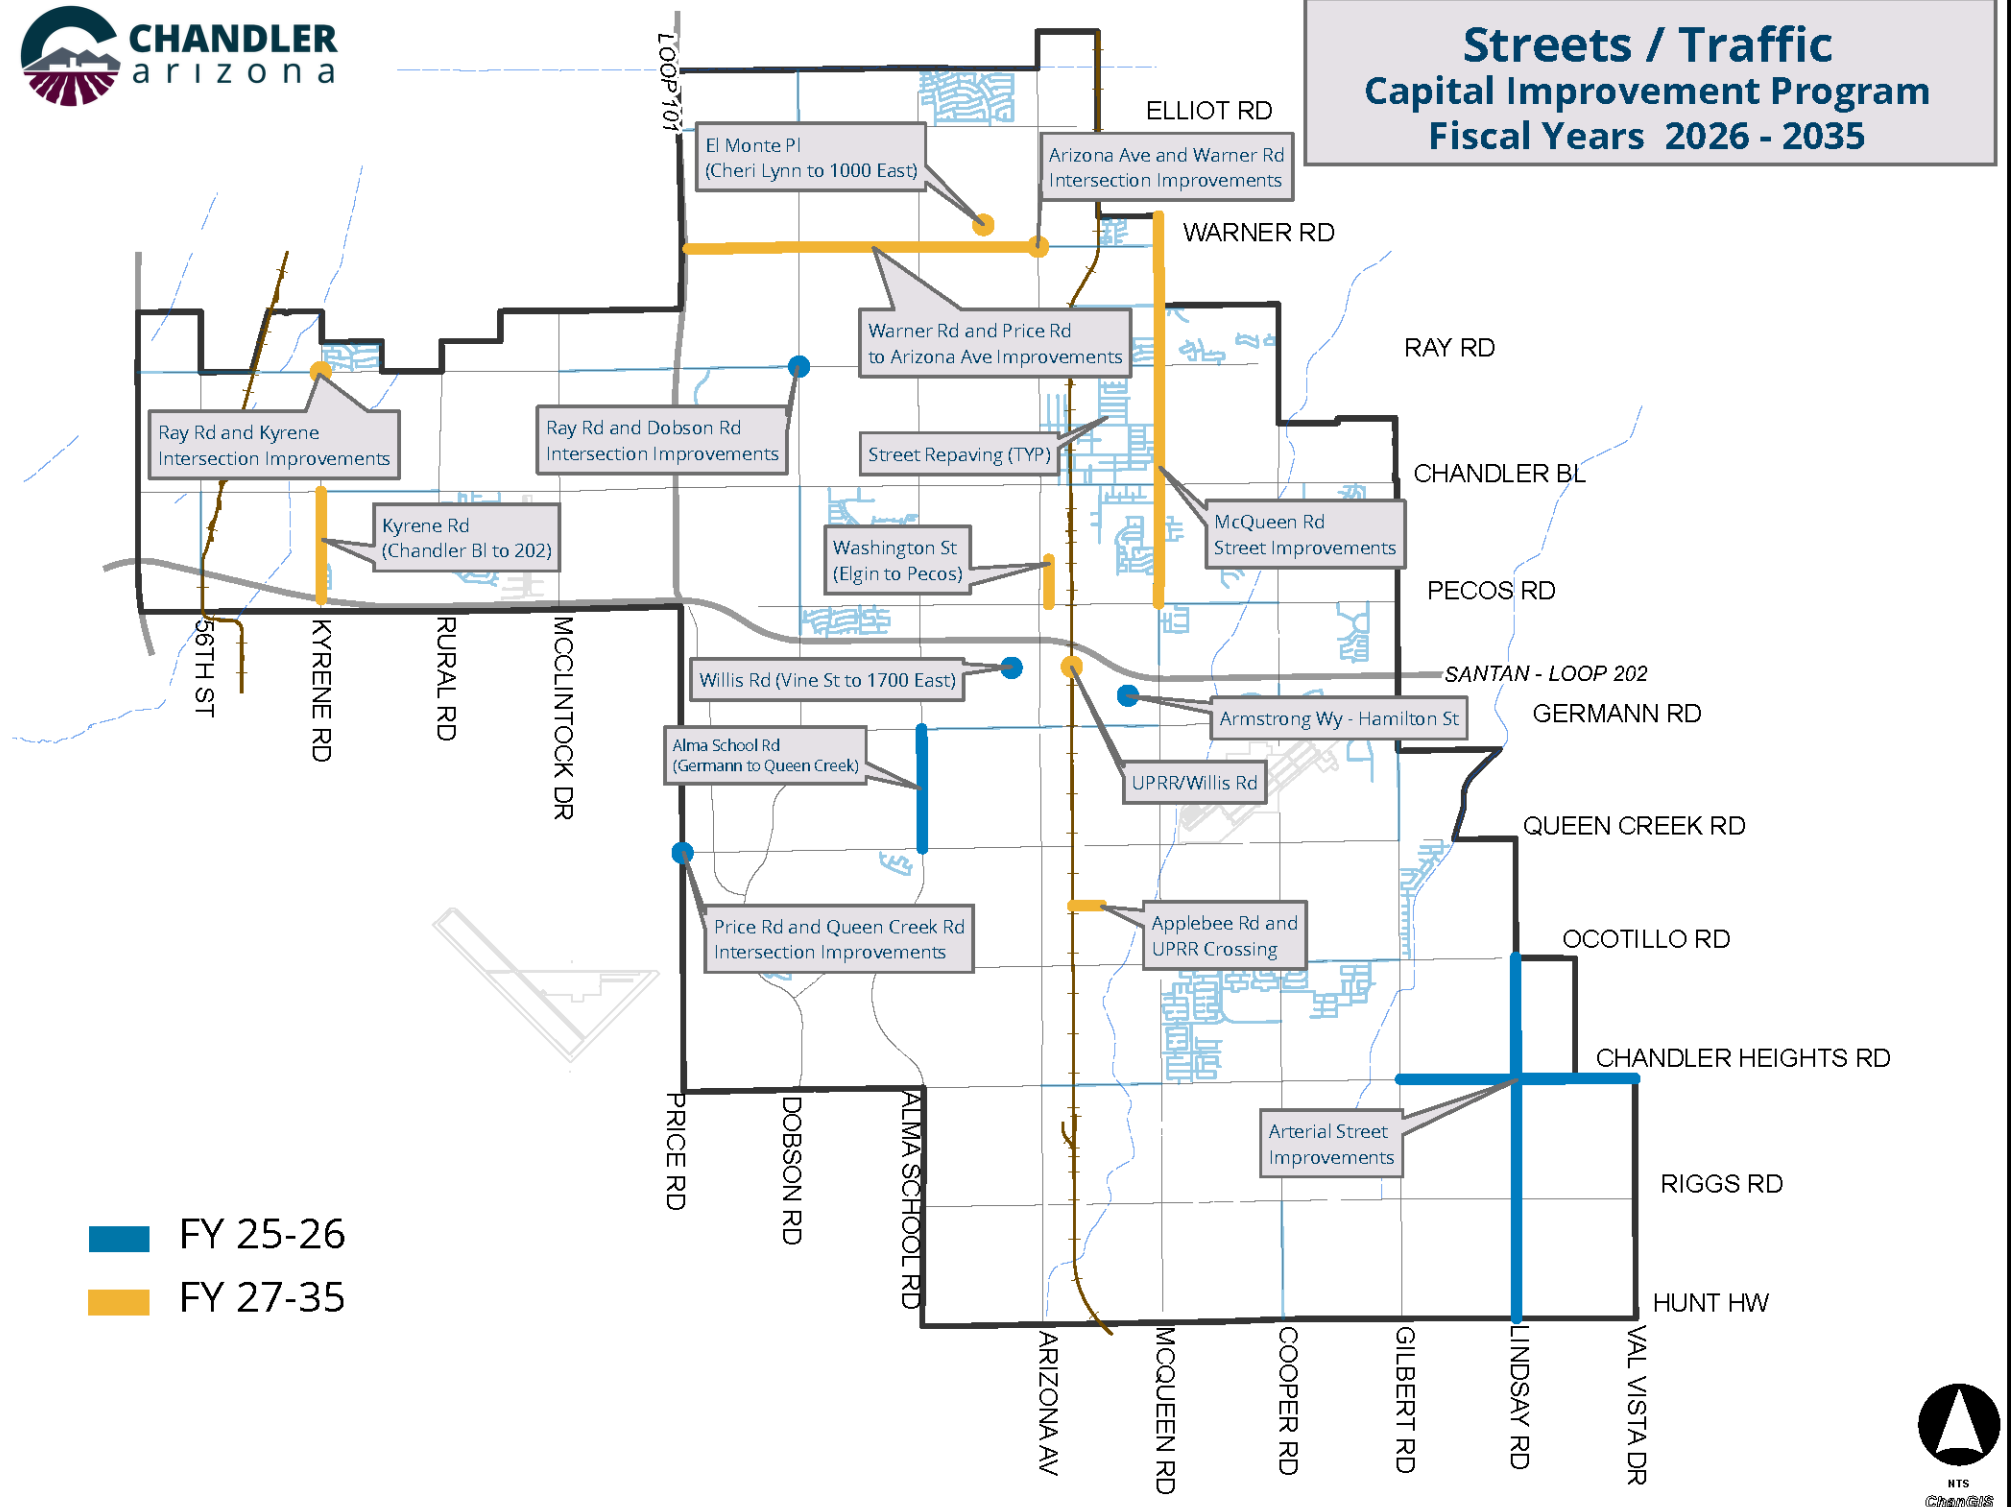 CHANDLER
arizona
Streets / Traffic
Capital Improvement Program
Fiscal Years 2026 - 2035
LOOP 101
ELLIOT RD
El Monte Pl
(Cheri Lynn to 1000 East)
Arizona Ave and Warner Rd
Intersection Improvements
WARNER RD
Warner Rd and Price Rd
to Arizona Ave Improvements
RAY RD
Ray Rd and Kyrene
Intersection Improvements
Ray Rd and Dobson Rd
Intersection Improvements
Street Repaving (TYP)
CHANDLER BL
Kyrene Rd
(Chandler Bl to 202)
Washington St
(Elgin to Pecos)
McQueen Rd
Street Improvements
PECOS RD
56TH ST
KYRENE RD
RURAL RD
MCCLINTOCK DR
Willis Rd (Vine St to 1700 East)
SANTAN - LOOP 202
Armstrong Wy - Hamilton St
GERMANN RD
Alma School Rd
(Germann to Queen Creek)
UPRR/Willis Rd
QUEEN CREEK RD
Price Rd and Queen Creek Rd
Intersection Improvements
Applebee Rd and
UPRR Crossing
OCOTILLO RD
CHANDLER HEIGHTS RD
PRICE RD
DOBSON RD
ALMA SCHOOL RD
Arterial Street
Improvements
RIGGS RD
FY 25-26
FY 27-35
HUNT HW
ARIZONA AV
MCQUEEN RD
COOPER RD
GILBERT RD
LINDSAY RD
VAL VISTA DR
NTS
ChanGIS